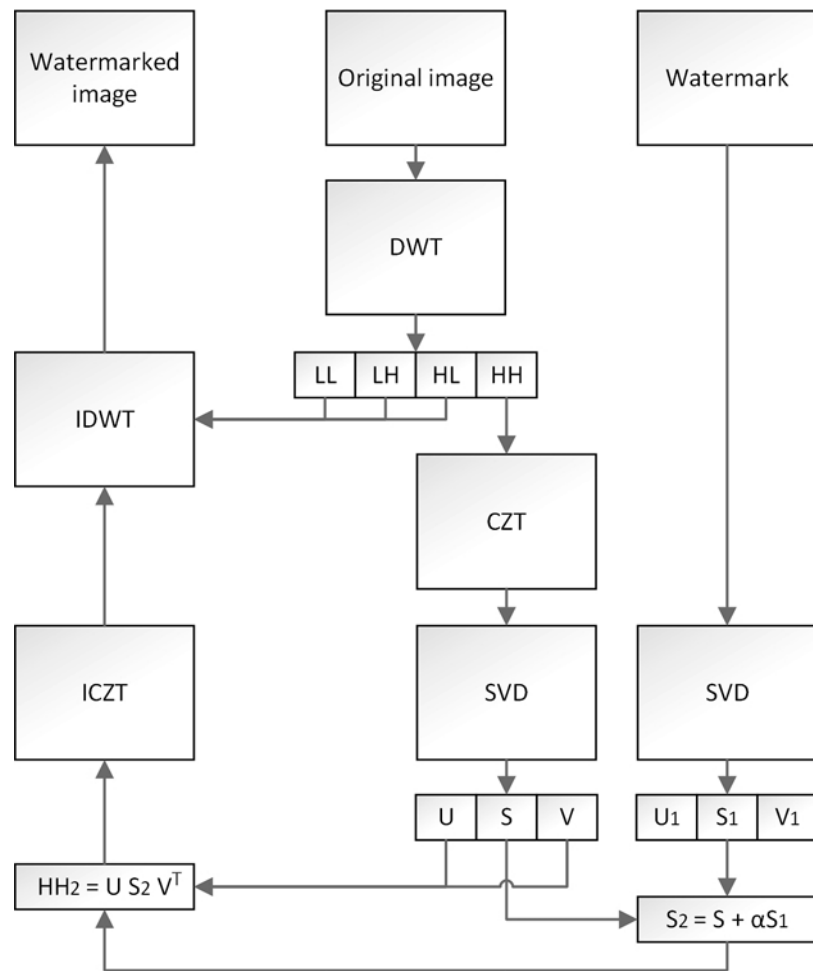 Watermarked
image
Original image
Watermark
DWT
LL LH HL HH
IDWT
CZT
ICZT
SVD
SVD
U S V
U₁ S₁ V₁
HH₂ = U S₂ Vᵀ
S₂ = S + αS₁